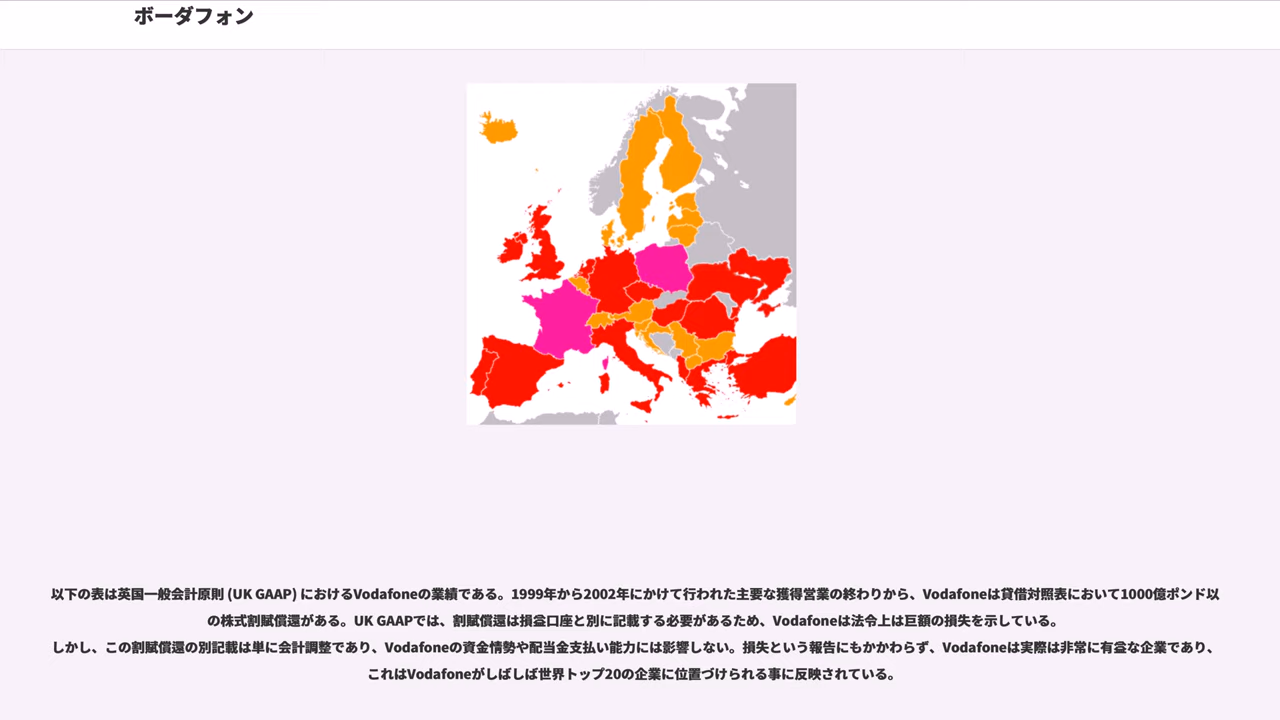 ボーダフォン
以下の表は英国一般会計原則 (UK GAAP) におけるVodafoneの業績である。1999年から2002年にかけて行われた主要な獲得営業の終わりから、Vodafoneは貸借対照表において1000億ポンド以
の株式割賦償還がある。UK GAAPでは、割賦償還は損益口座と別に記載する必要があるため、Vodafoneは法令上は巨額の損失を示している。
しかし、この割賦償還の別記載は単に会計調整であり、Vodafoneの資金情勢や配当金支払い能力には影響しない。損失という報告にもかかわらず、Vodafoneは実際は非常に有益な企業であり、
これはVodafoneがしばしば世界トップ20の企業に位置づけられる事に反映されている。